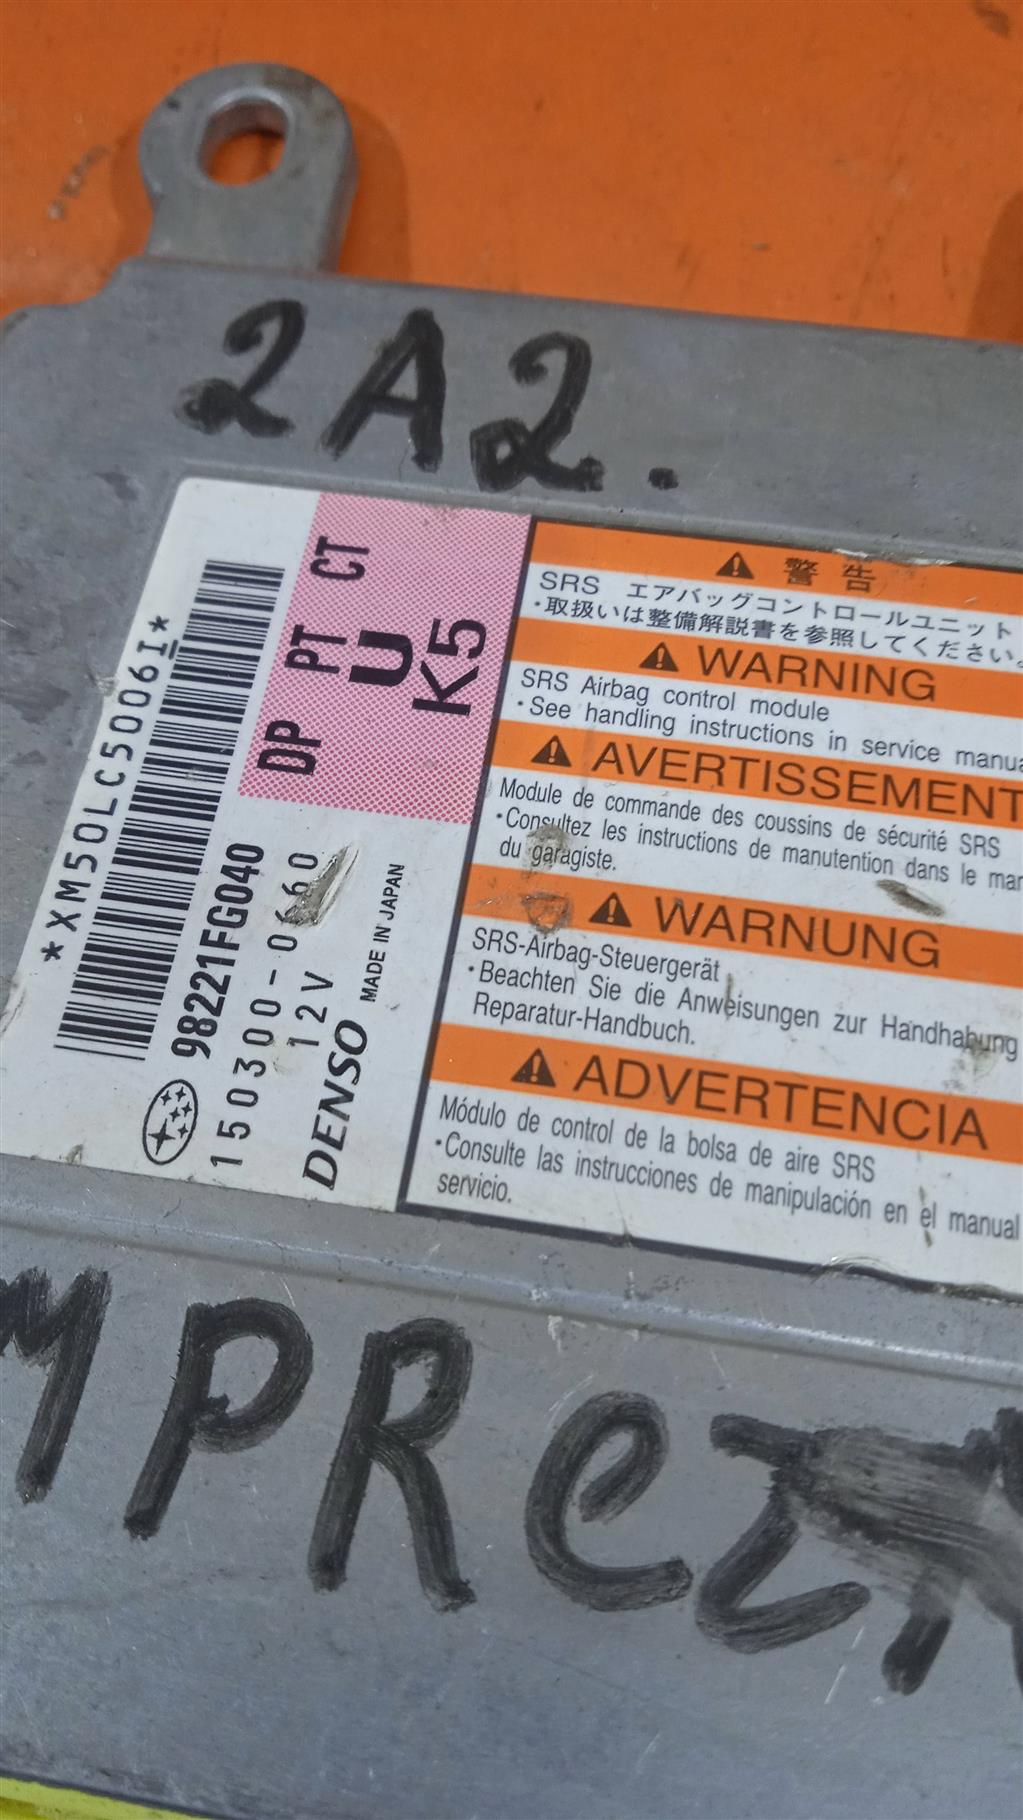 2A2.
*XM50LC5006I*
DP PT CT
U
K5
98221FG040
150300-0660
12V
DENSO MADE IN JAPAN
警告
SRS エアバッグコントロールユニット
・取扱いは整備解説書を参照してください。
WARNING
SRS Airbag control module
・See handling instructions in service manua
AVERTISSEMENT
Module de commande des coussins de sécurité SRS
・Consultez les instructions de manutention dans le man
du garagiste.
WARNUNG
SRS-Airbag-Steuergerät
・Beachten Sie die Anweisungen zur Handhabung
Reparatur-Handbuch.
ADVERTENCIA
Módulo de control de la bolsa de aire SRS
・Consulte las instrucciones de manipulación en el manual
servicio.
MPRez